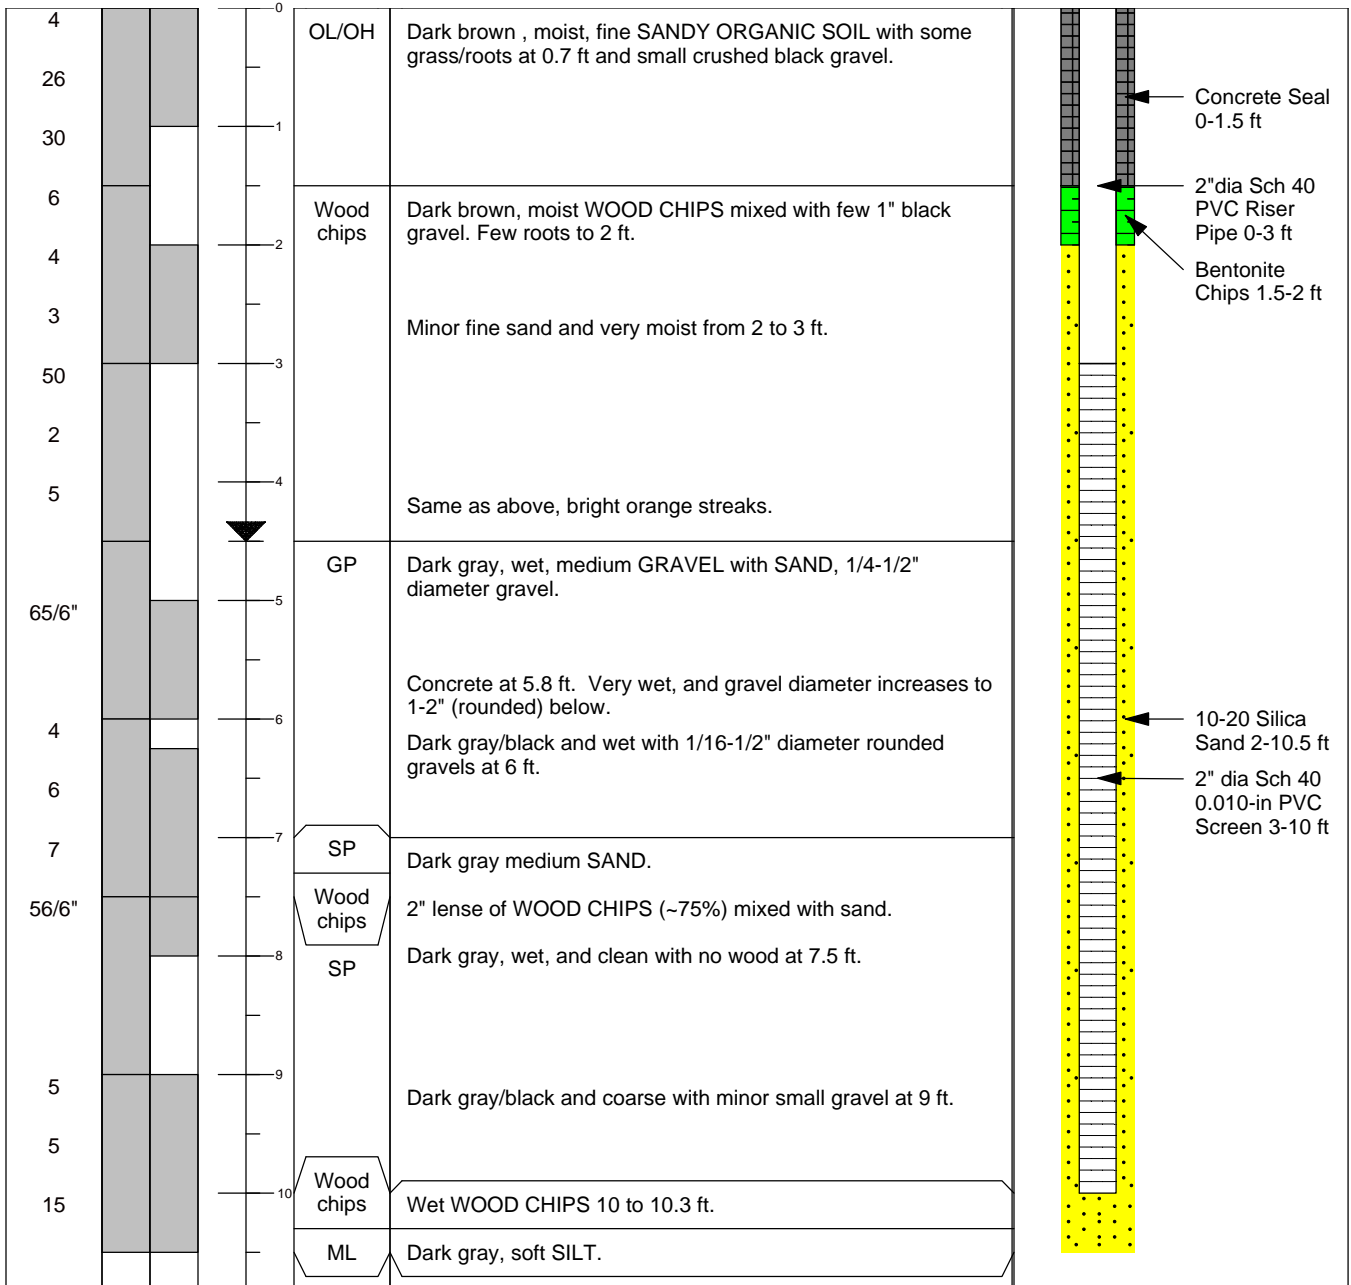 4
26
30
6
4
3
50
2
5
65/6"
4
6
7
56/6"
5
5
15
0
1
2
3
4
5
6
7
8
9
10
OL/OH
Dark brown , moist, fine SANDY ORGANIC SOIL with some
grass/roots at 0.7 ft and small crushed black gravel.
Wood
chips
Dark brown, moist WOOD CHIPS mixed with few 1" black
gravel. Few roots to 2 ft.
Minor fine sand and very moist from 2 to 3 ft.
Same as above, bright orange streaks.
GP
Dark gray, wet, medium GRAVEL with SAND, 1/4-1/2"
diameter gravel.
Concrete at 5.8 ft. Very wet, and gravel diameter increases to
1-2" (rounded) below.
Dark gray/black and wet with 1/16-1/2" diameter rounded
gravels at 6 ft.
SP
Dark gray medium SAND.
Wood
chips
2" lense of WOOD CHIPS (~75%) mixed with sand.
SP
Dark gray, wet, and clean with no wood at 7.5 ft.
Dark gray/black and coarse with minor small gravel at 9 ft.
Wood
chips
Wet WOOD CHIPS 10 to 10.3 ft.
ML
Dark gray, soft SILT.
Concrete Seal
0-1.5 ft
2"dia Sch 40
PVC Riser
Pipe 0-3 ft
Bentonite
Chips 1.5-2 ft
10-20 Silica
Sand 2-10.5 ft
2" dia Sch 40
0.010-in PVC
Screen 3-10 ft